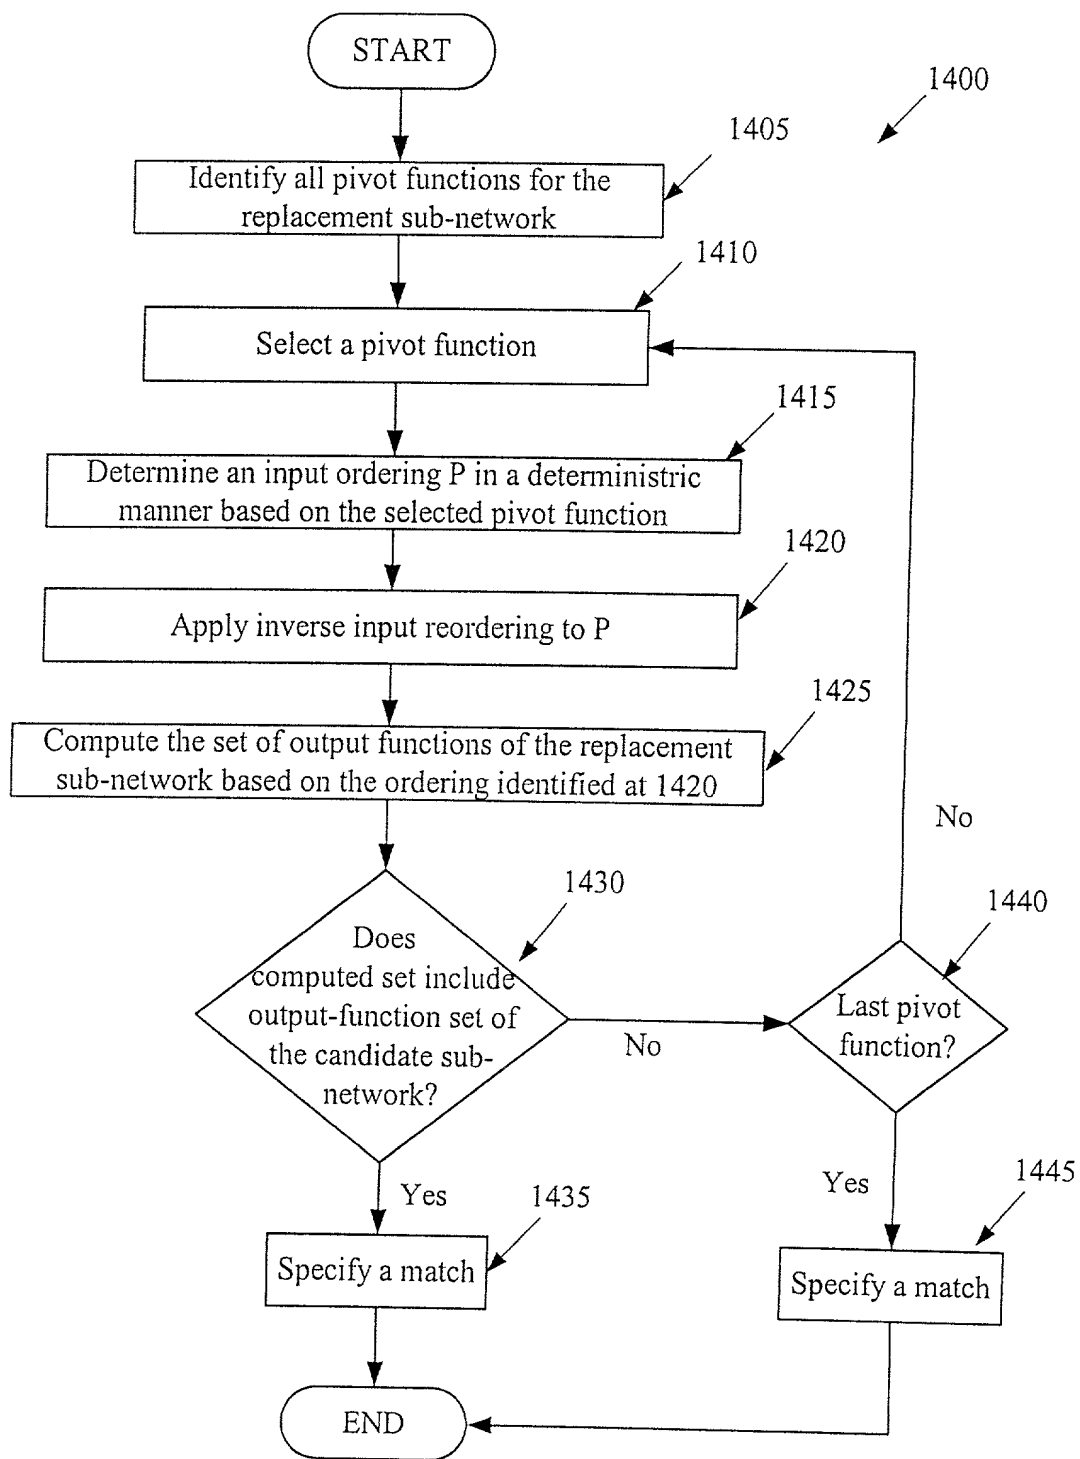 START
1400
1405
Identify all pivot functions for the
replacement sub-network
1410
Select a pivot function
1415
Determine an input ordering P in a deterministric
manner based on the selected pivot function
1420
Apply inverse input reordering to P
1425
Compute the set of output functions of the replacement
sub-network based on the ordering identified at 1420
No
1430
Does
computed set include
output-function set of
the candidate sub-
network?
No
1440
Last pivot
function?
Yes
1435
Specify a match
Yes
1445
Specify a match
END